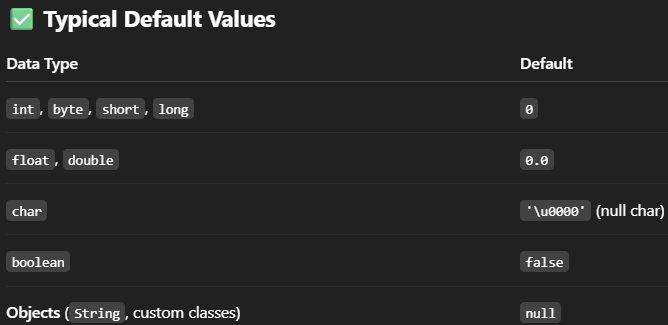 ✅ Typical Default Values
Data Type Default
int, byte, short, long 0
float, double 0.0
char '\u0000' (null char)
boolean false
Objects (String, custom classes) null